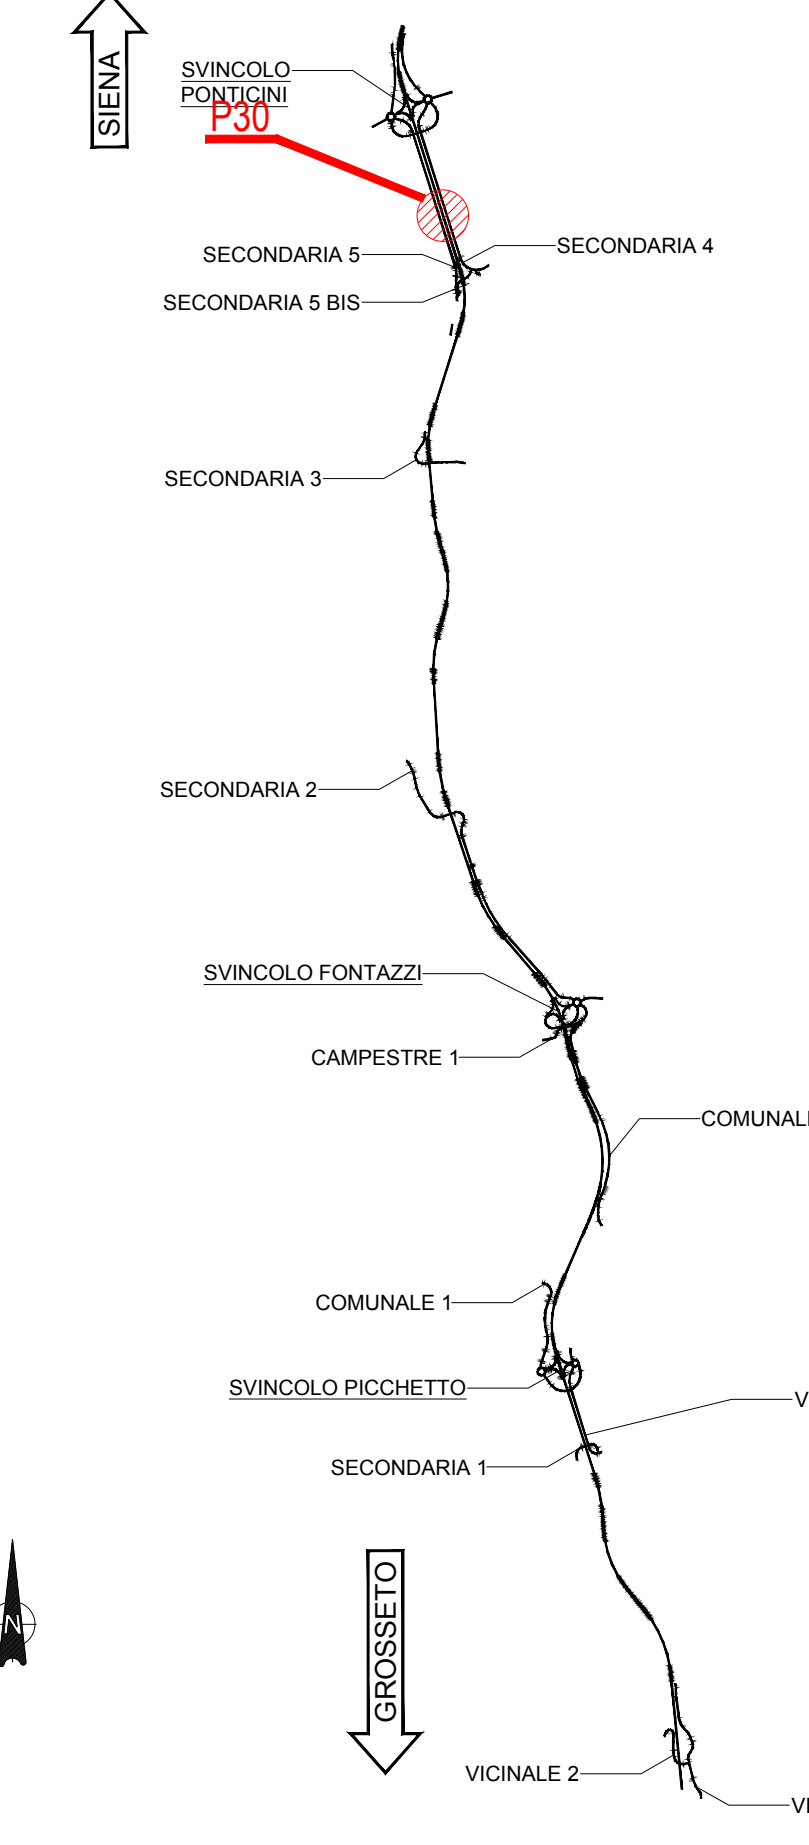 SIENA
SVINCOLO
PONTICINI
P30
SECONDARIA 5
SECONDARIA 4
SECONDARIA 5 BIS
SECONDARIA 3
SECONDARIA 2
SVINCOLO FONTAZZI
CAMPESTRE 1
COMUNAL
COMUNALE 1
SVINCOLO PICCHETTO
V
SECONDARIA 1
GROSSETO
N
VICINALE 2
VI